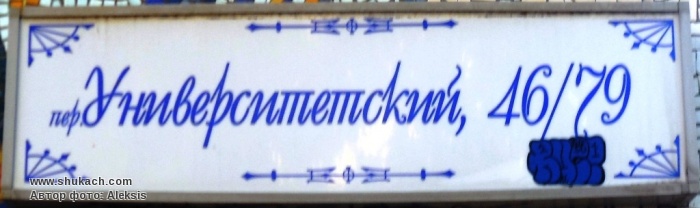 пер.Университетский, 46/79
www.shukach.com
Автор фото: Aleksis